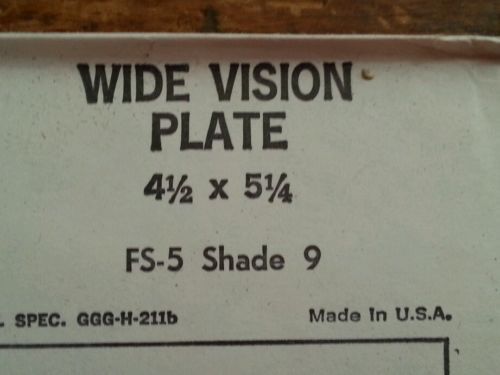 WIDE VISION
PLATE
4½ x 5¼
FS-5 Shade 9
SPEC. GGG-H-211b Made In U.S.A.